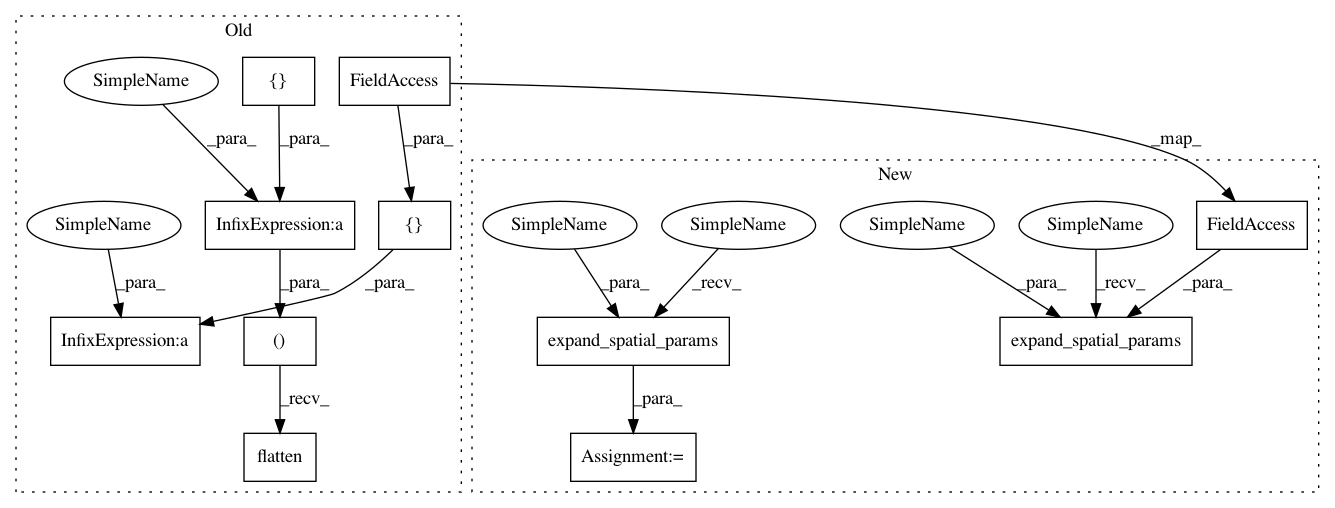 Old
SimpleName
{}
FieldAccess
_para_
_para_
_para_
_map_
New
SimpleName
InfixExpression:a
{}
SimpleName
SimpleName
SimpleName
SimpleName
FieldAccess
_para_
_para_
_para_
_para_
_recv_
_para_
_recv_
_para_
InfixExpression:a
()
expand_spatial_params
expand_spatial_params
_recv_
_para_
flatten
Assignment:=